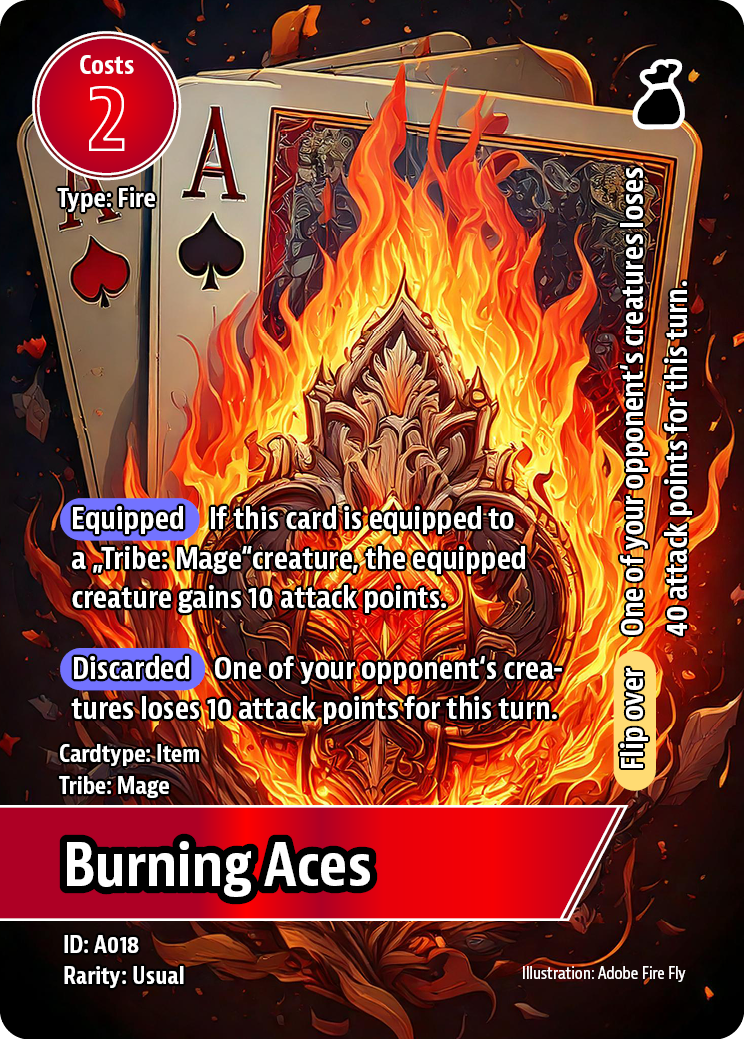 Costs
2
Type: Fire
A
A
Equipped If this card is equipped to
a „Tribe: Mage“creature, the equipped
creature gains 10 attack points.
Discarded One of your opponent‘s crea-
tures loses 10 attack points for this turn.
Cardtype: Item
Tribe: Mage
Flip over One of your opponent‘s creatures loses
40 attack points for this turn.
Burning Aces
ID: A018
Rarity: Usual
Illustration: Adobe Fire Fly